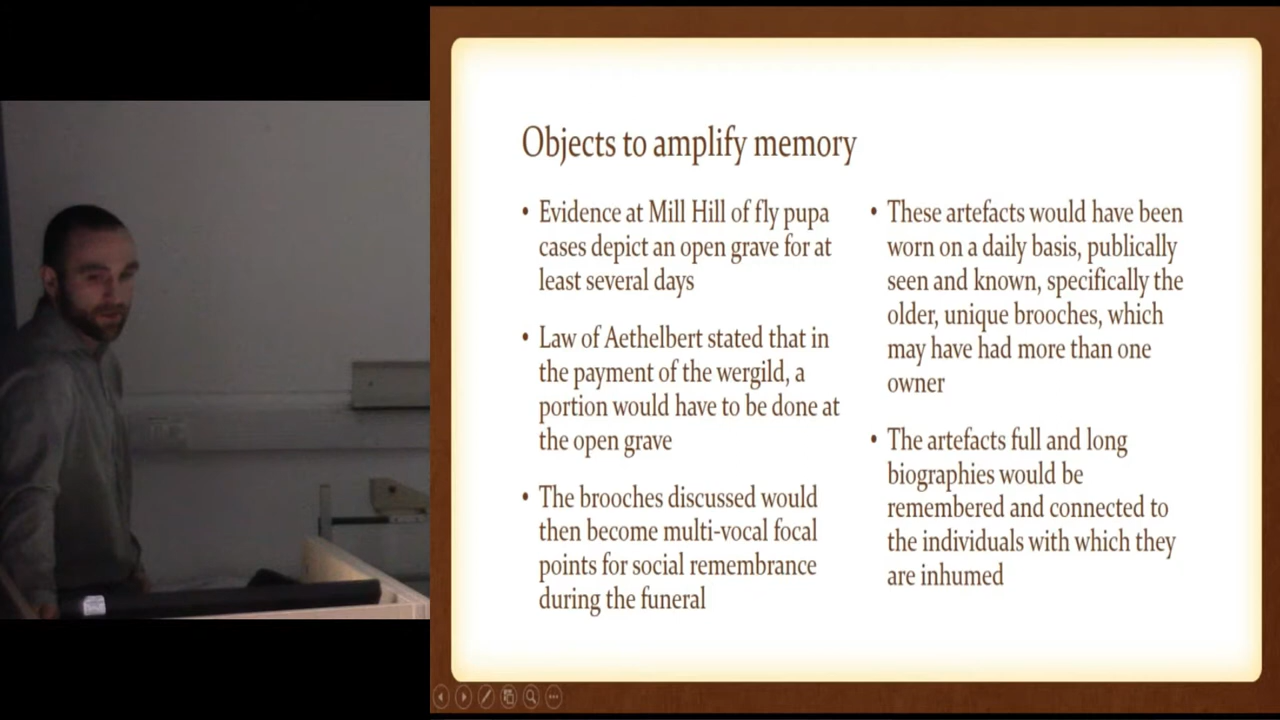 Objects to amplify memory
• Evidence at Mill Hill of fly pupa
cases depict an open grave for at
least several days
• Law of Aethelbert stated that in
the payment of the wergild, a
portion would have to be done at
the open grave
• The brooches discussed would
then become multi-vocal focal
points for social remembrance
during the funeral
• These artefacts would have been
worn on a daily basis, publically
seen and known, specifically the
older, unique brooches, which
may have had more than one
owner
• The artefacts full and long
biographies would be
remembered and connected to
the individuals with which they
are inhumed